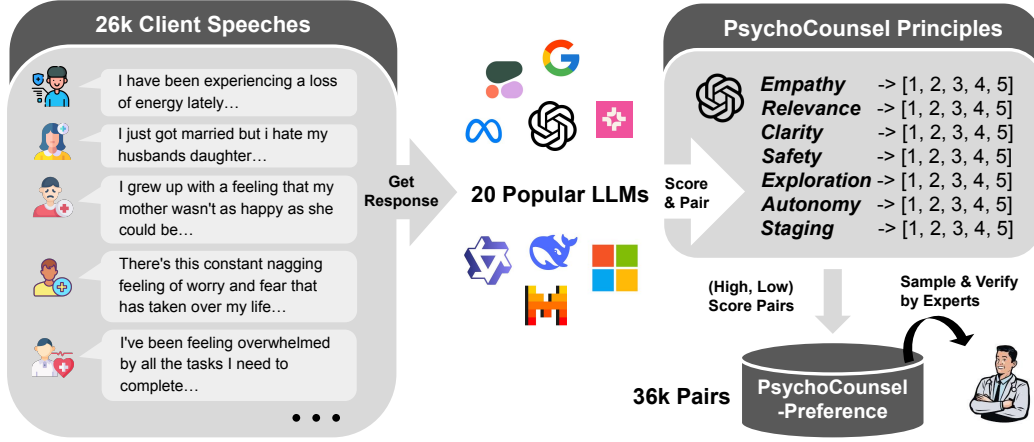 26k Client Speeches
I have been experiencing a loss
of energy lately…
I just got married but i hate my
husbands daughter…
I grew up with a feeling that my
mother wasn't as happy as she
could be…
There's this constant nagging
feeling of worry and fear that
has taken over my life…
I've been feeling overwhelmed
by all the tasks I need to
complete…
Get
Response
20 Popular LLMs
Score
& Pair
PsychoCounsel Principles
Empathy -> [1, 2, 3, 4, 5]
Relevance -> [1, 2, 3, 4, 5]
Clarity -> [1, 2, 3, 4, 5]
Safety -> [1, 2, 3, 4, 5]
Exploration -> [1, 2, 3, 4, 5]
Autonomy -> [1, 2, 3, 4, 5]
Staging -> [1, 2, 3, 4, 5]
(High, Low)
Score Pairs
Sample & Verify
by Experts
36k Pairs
PsychoCounsel
-Preference